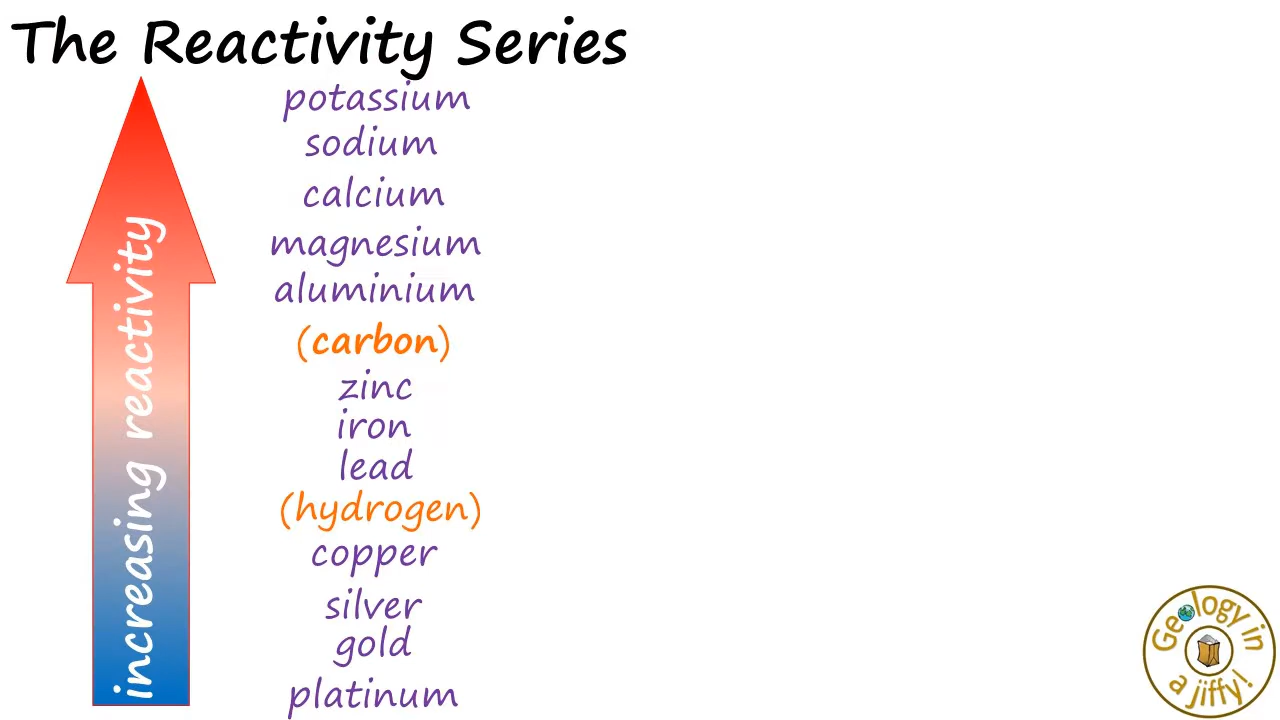 The Reactivity Series
increasing reactivity
potassium
sodium
calcium
magnesium
aluminium
(carbon)
zinc
iron
lead
(hydrogen)
copper
silver
gold
platinum
Geology in
a jiffy!